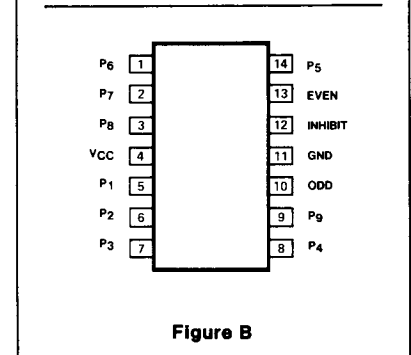 P6 1 14 P5
P7 2 13 EVEN
P8 3 12 INHIBIT
VCC 4 11 GND
P1 5 10 ODD
P2 6 9 P9
P3 7 8 P4
Figure B